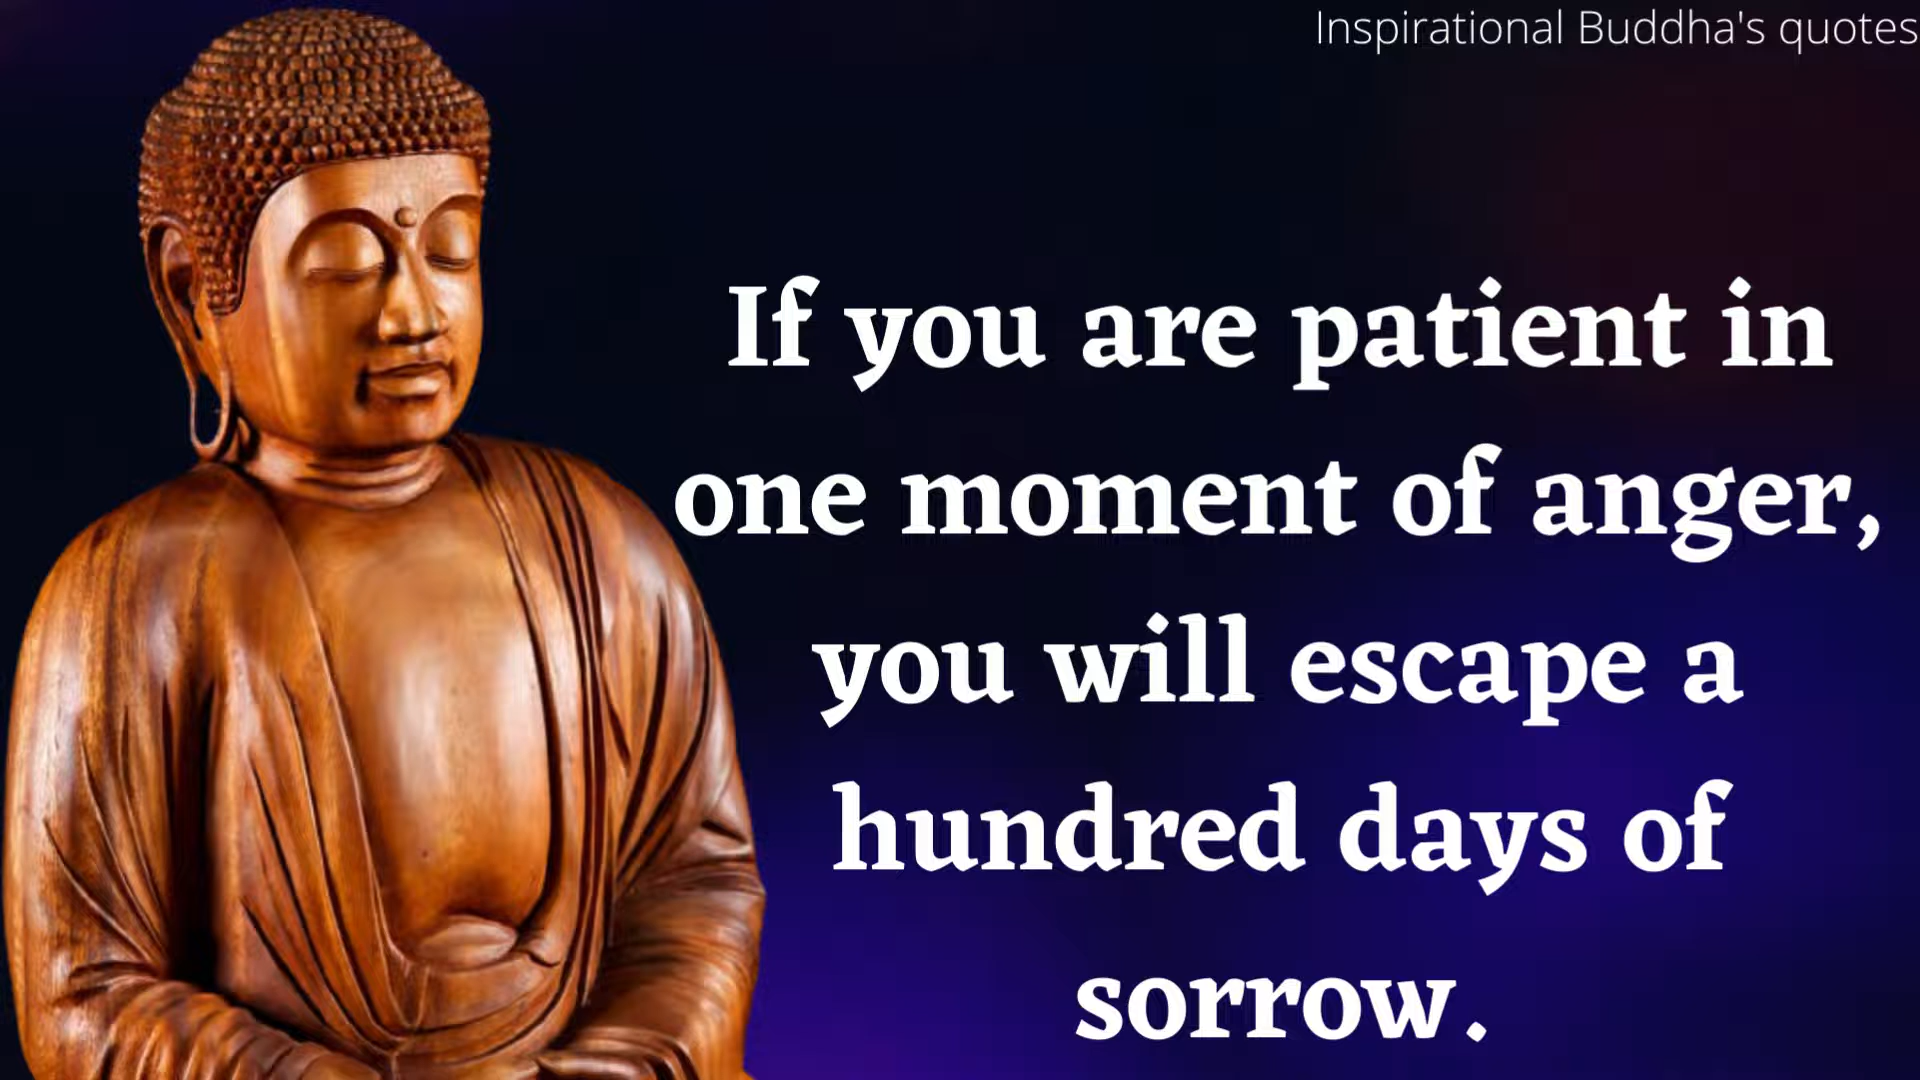 Inspirational Buddha's quotes
If you are patient in
one moment of anger,
you will escape a
hundred days of
sorrow.